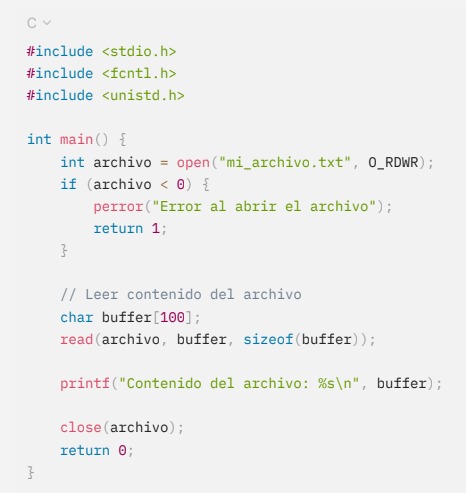 C
#include <stdio.h>
#include <fcntl.h>
#include <unistd.h>
int main() {
    int archivo = open("mi_archivo.txt", O_RDWR);
    if (archivo < 0) {
        perror("Error al abrir el archivo");
        return 1;
    }
    // Leer contenido del archivo
    char buffer[100];
    read(archivo, buffer, sizeof(buffer));
    printf("Contenido del archivo: %s\n", buffer);
    close(archivo);
    return 0;
}